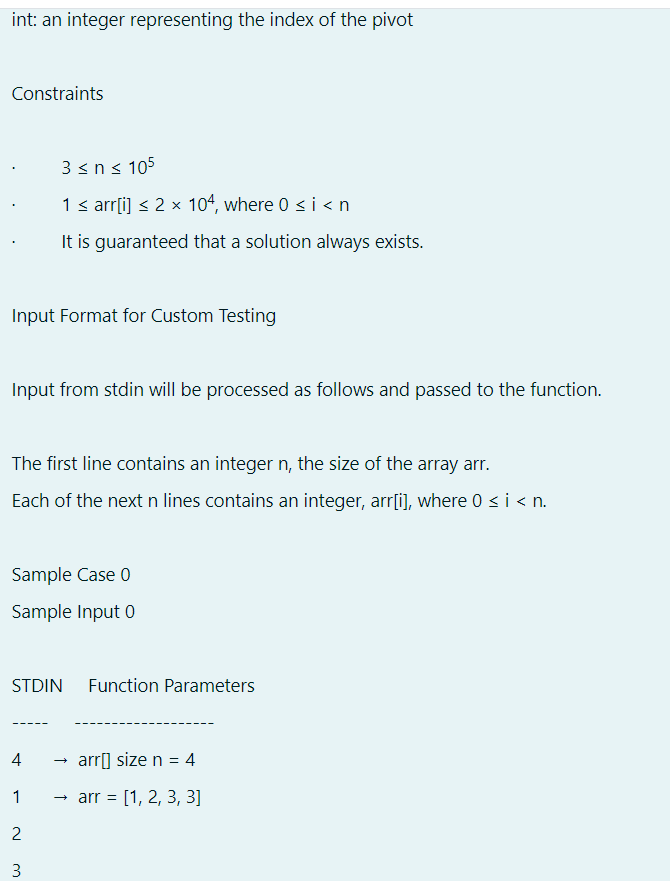 int: an integer representing the index of the pivot
Constraints
· 3 ≤ n ≤ 10⁵
· 1 ≤ arr[i] ≤ 2 × 10⁴, where 0 ≤ i < n
· It is guaranteed that a solution always exists.
Input Format for Custom Testing
Input from stdin will be processed as follows and passed to the function.
The first line contains an integer n, the size of the array arr.
Each of the next n lines contains an integer, arr[i], where 0 ≤ i < n.
Sample Case 0
Sample Input 0
STDIN Function Parameters
----- -------------------
4 → arr[] size n = 4
1 → arr = [1, 2, 3, 3]
2
3